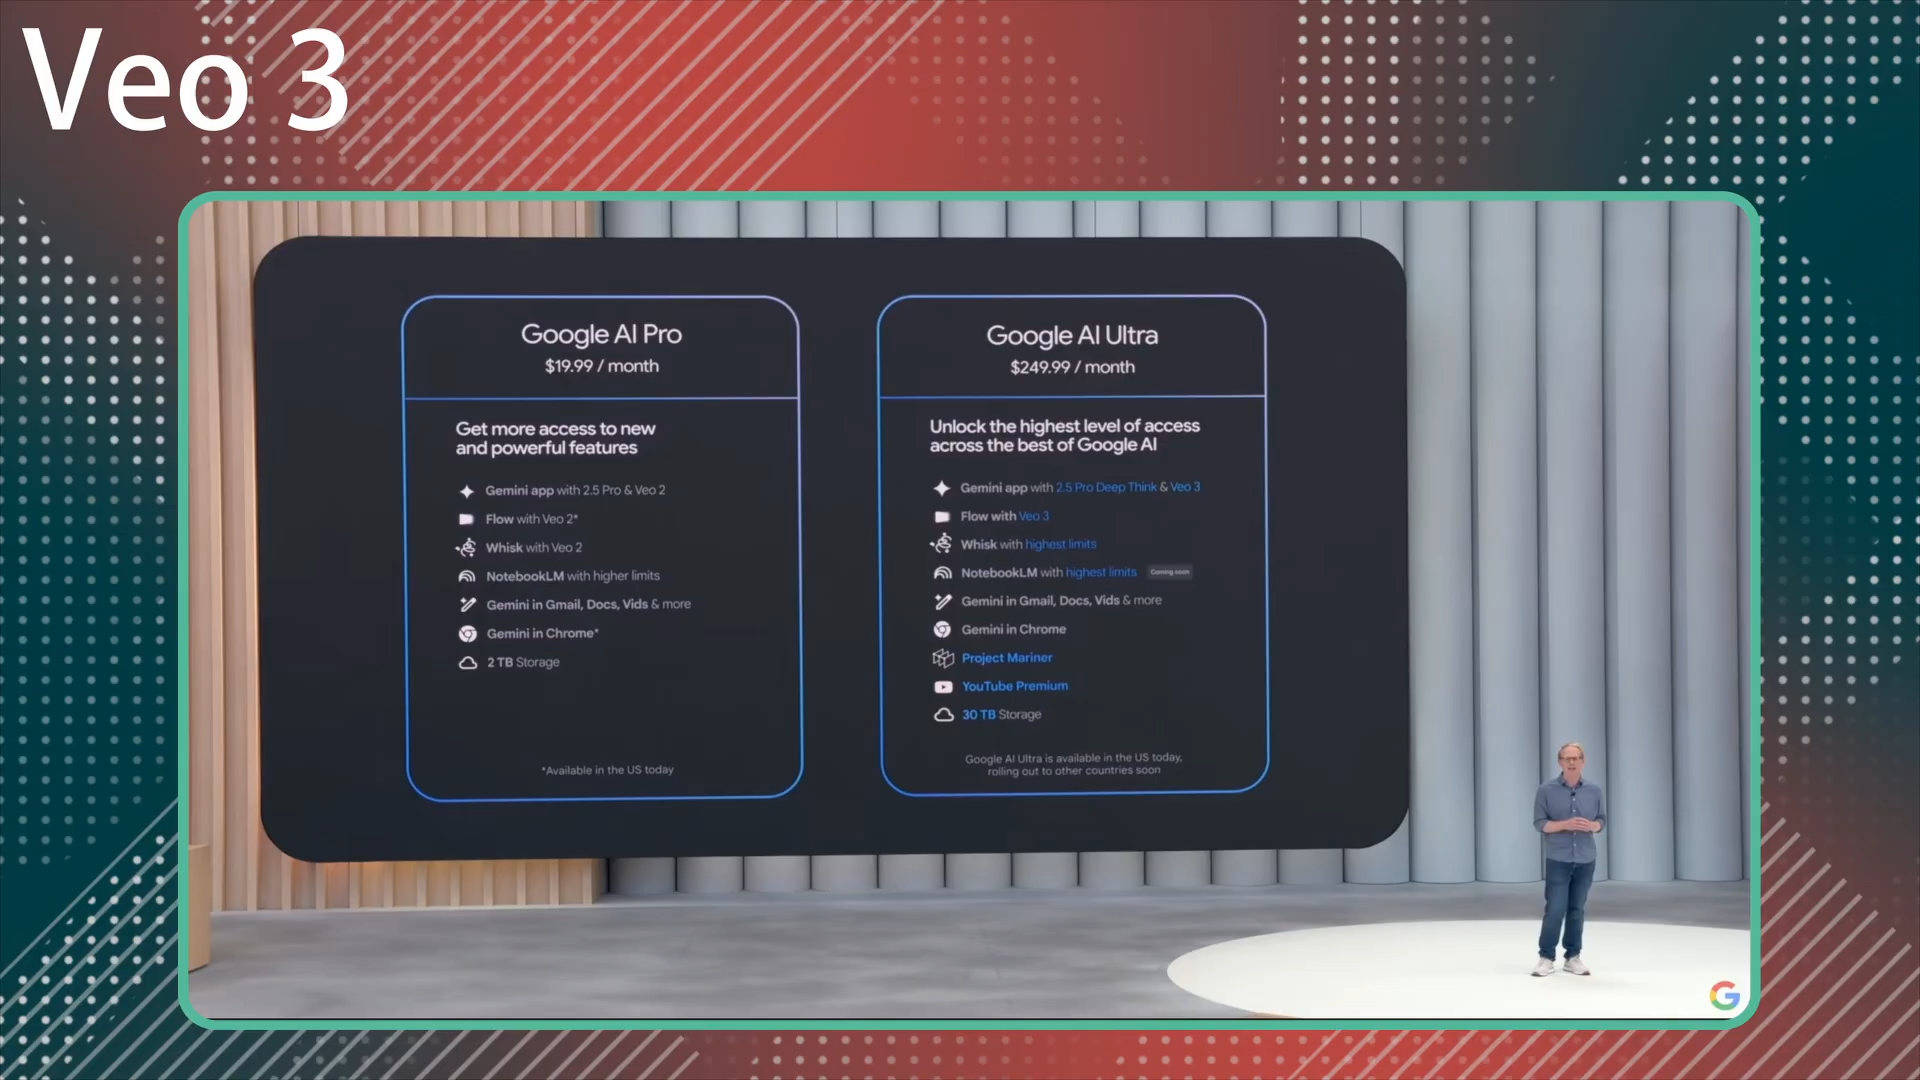 Veo 3
Google AI Pro
$19.99 / month
Get more access to new
and powerful features
Gemini app with 2.5 Pro & Veo 2
Flow with Veo 2*
Whisk with Veo 2
NotebookLM with higher limits
Gemini in Gmail, Docs, Vids & more
Gemini in Chrome*
2 TB Storage
*Available in the US today
Google AI Ultra
$249.99 / month
Unlock the highest level of access
across the best of Google AI
Gemini app with 2.5 Pro Deep Think & Veo 3
Flow with Veo 3
Whisk with highest limits
NotebookLM with highest limits Coming soon
Gemini in Gmail, Docs, Vids & more
Gemini in Chrome
Project Mariner
YouTube Premium
30 TB Storage
Google AI Ultra is available in the US today,
rolling out to other countries soon
G